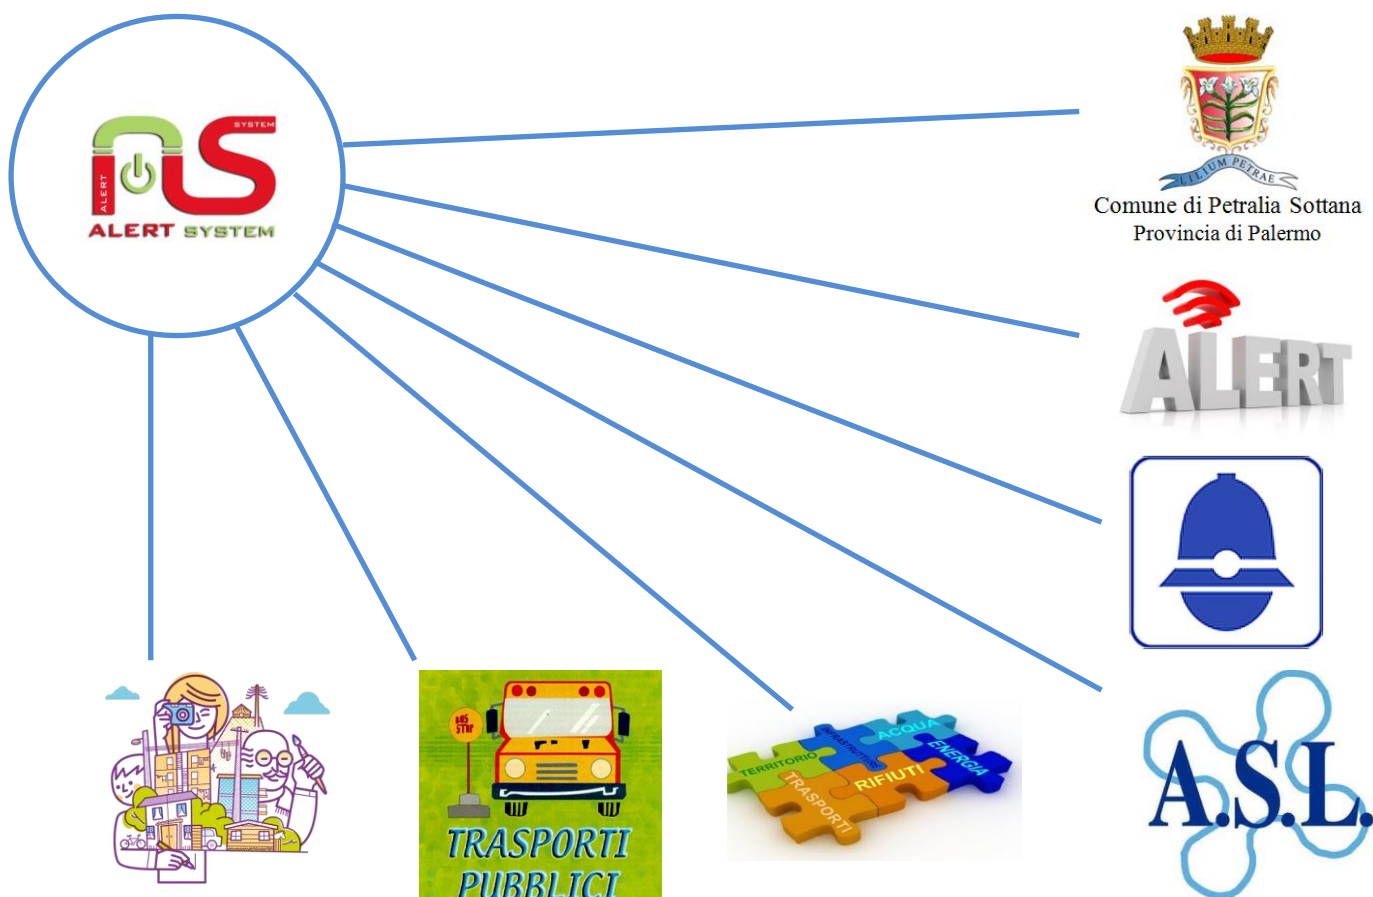 SYSTEM
ALERT
ALERT SYSTEM
LILIUM PETRAE
Comune di Petralia Sottana
Provincia di Palermo
ALERT
A.S.L.
BUS
STOP
TRASPORTI
PUBBLICI
ACQUA
INFRASTRUTTURE
ENERGIA
TERRITORIO
RIFIUTI
TRASPORTI